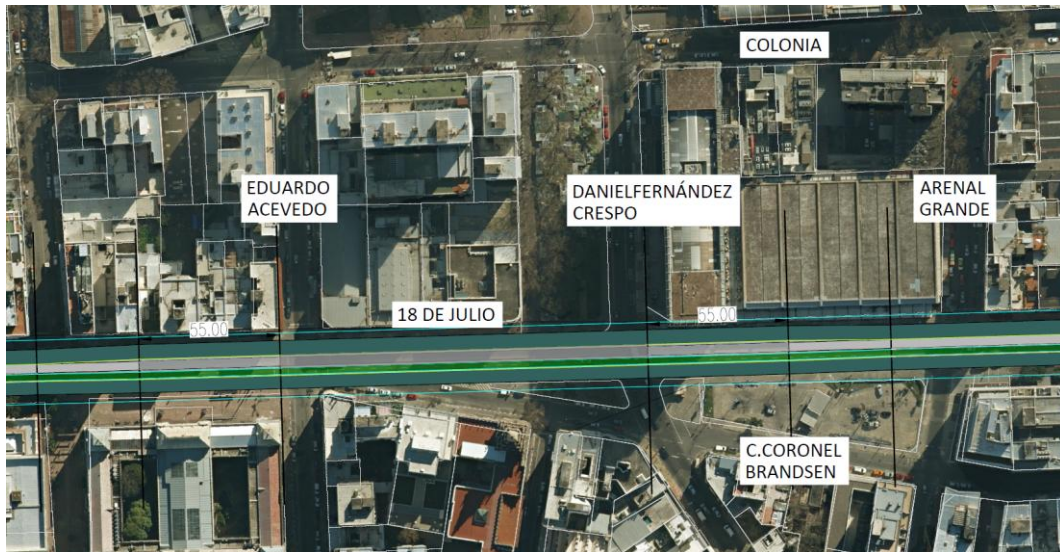 COLONIA
EDUARDO
ACEVEDO
DANIELFERNÁNDEZ
CRESPO
ARENAL
GRANDE
18 DE JULIO
55.00
55.00
C.CORONEL
BRANDSEN